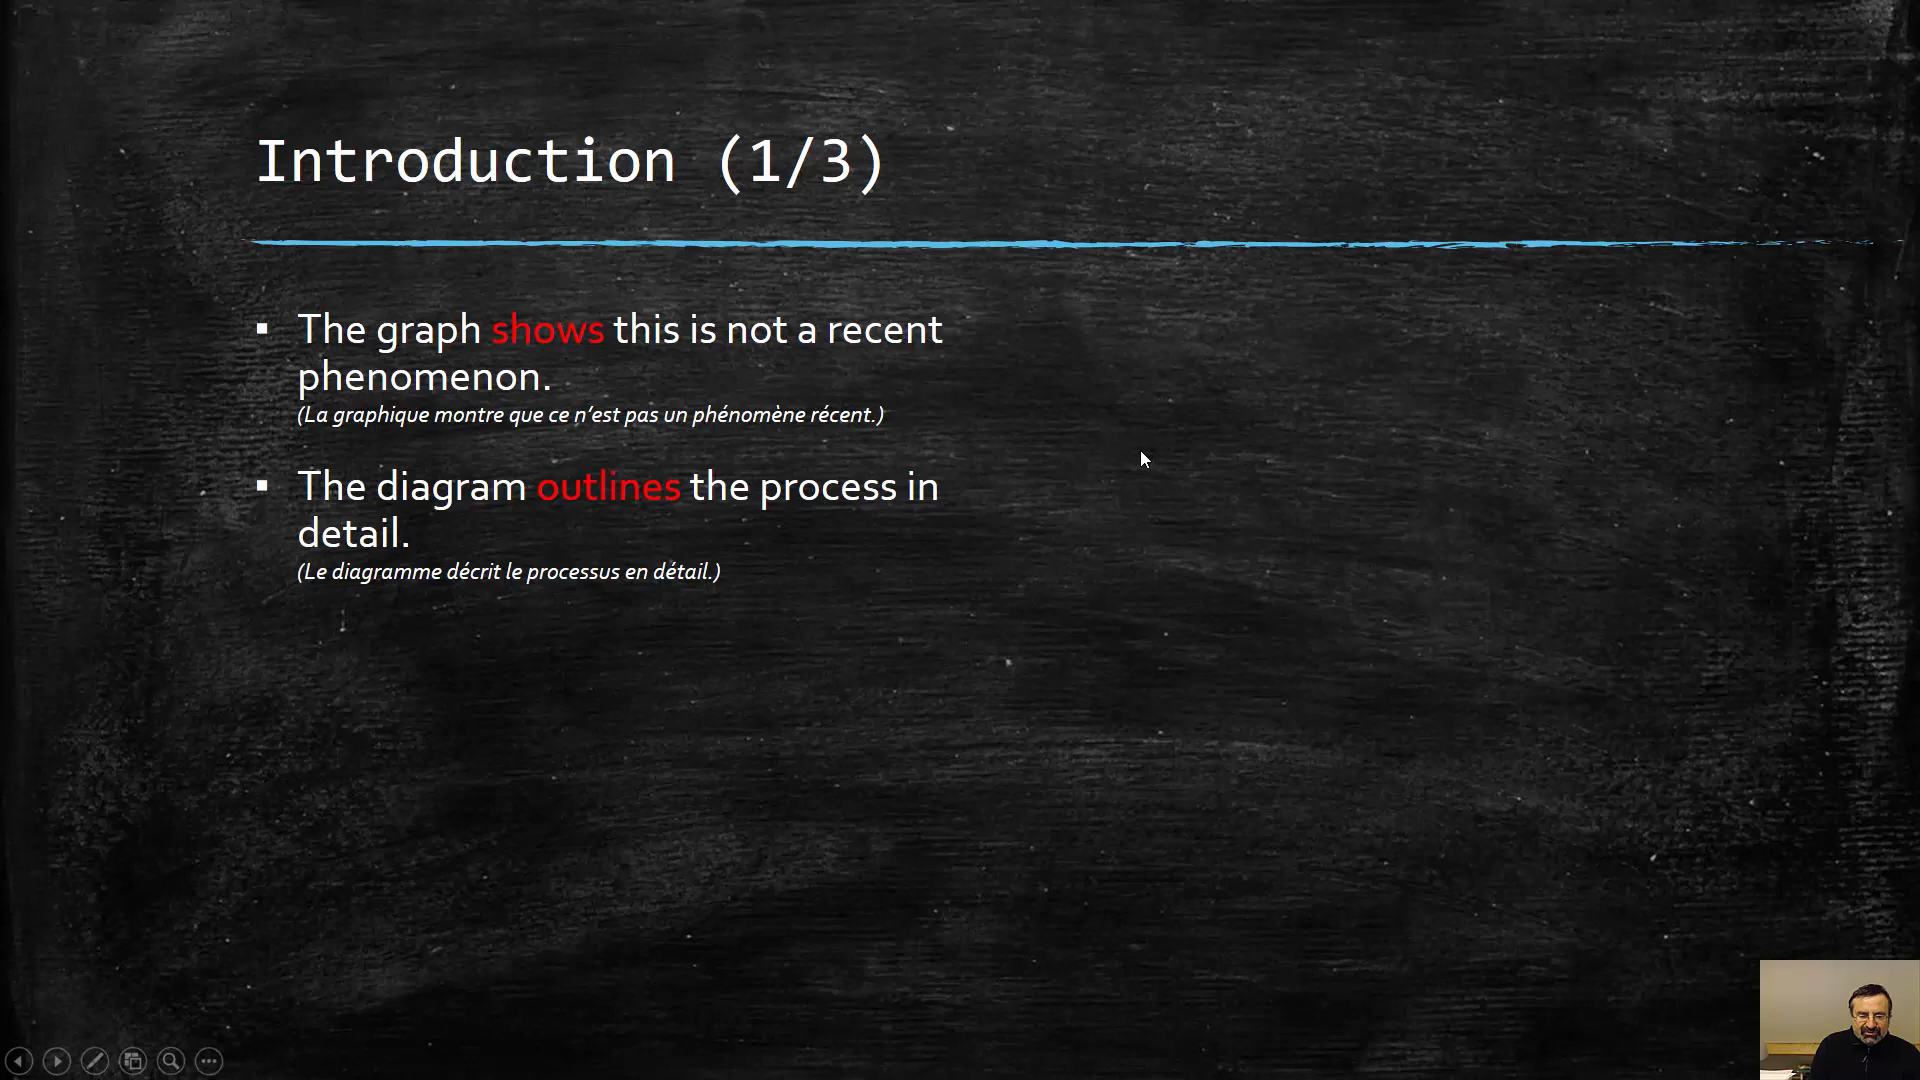 Introduction (1/3)
▪ The graph shows this is not a recent
phenomenon.
(La graphique montre que ce n’est pas un phénomène récent.)
▪ The diagram outlines the process in
detail.
(Le diagramme décrit le processus en détail.)